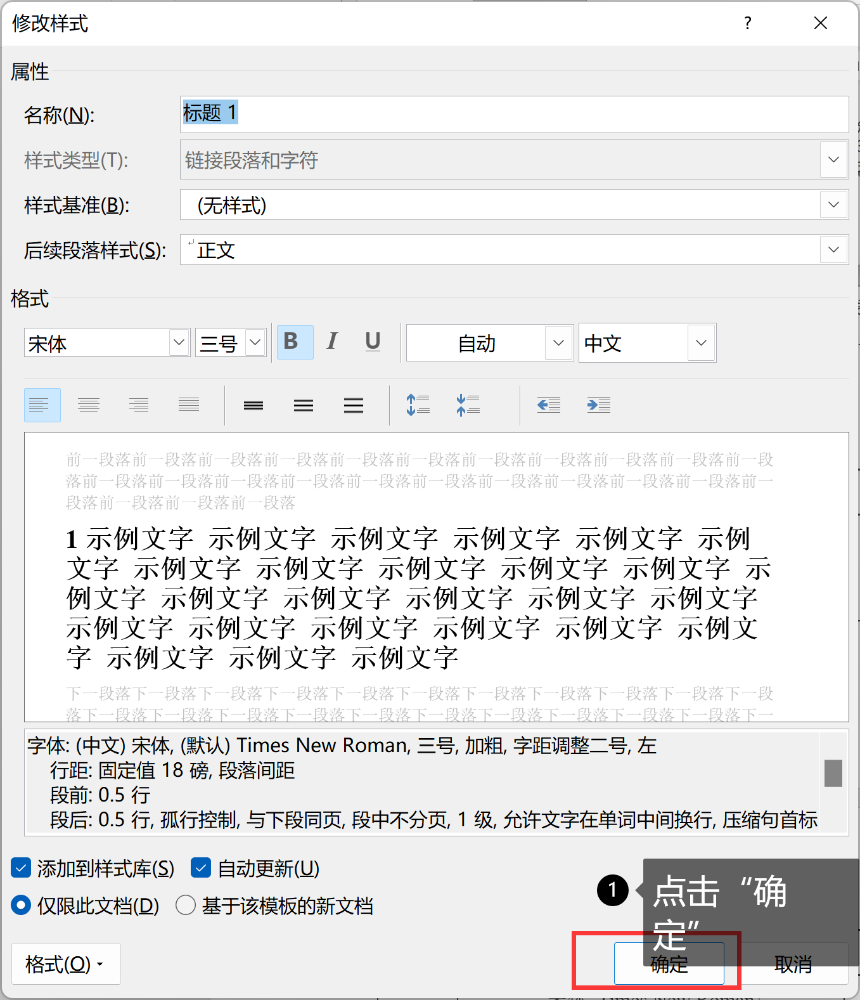 修改样式
?
属性
名称(N):
标题 1
样式类型(T):
链接段落和字符
样式基准(B):
(无样式)
后续段落样式(S):
正文
格式
宋体
三号
B
I
U
自动
中文
前一段落前一段落前一段落前一段落前一段落前一段落前一段落前一段落前一段落前一段落前一段
落前一段落前一段落前一段落前一段落前一段落前一段落前一段落前一段落前一段落前一段落前一
段落前一段落前一段落前一段落
1 示例文字 示例文字 示例文字 示例文字 示例文字 示例
文字 示例文字 示例文字 示例文字 示例文字 示例文字 示
例文字 示例文字 示例文字 示例文字 示例文字 示例文字
示例文字 示例文字 示例文字 示例文字 示例文字 示例文
字 示例文字 示例文字 示例文字
下一段落下一段落下一段落下一段落下一段落下一段落下一段落下一段落下一段落下一段落下一段
落下一段落下一段落下一段落下一段落下一段落下一段落下一段落下一段落下一段落下一段落下一
字体: (中文) 宋体, (默认) Times New Roman, 三号, 加粗, 字距调整二号, 左
行距: 固定值 18 磅, 段落间距
段前: 0.5 行
段后: 0.5 行, 孤行控制, 与下段同页, 段中不分页, 1 级, 允许文字在单词中间换行, 压缩句首标
添加到样式库(S)
自动更新(U)
仅限此文档(D)
基于该模板的新文档
1
点击“确
定”
格式(O)
确定
取消